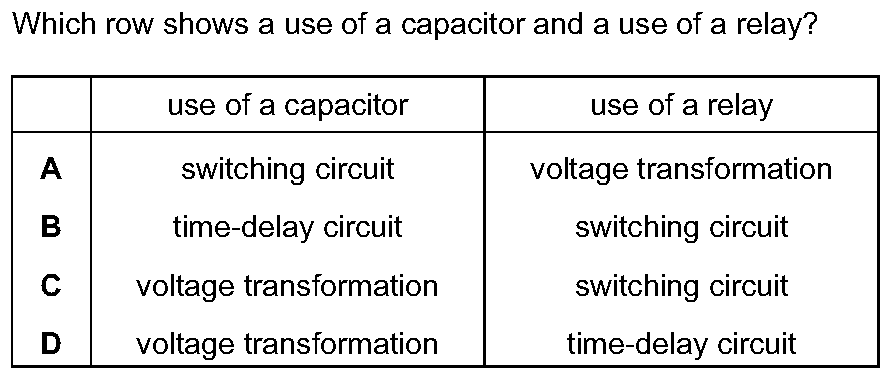 Which row shows a use of a capacitor and a use of a relay?
use of a capacitor use of a relay
A switching circuit voltage transformation
B time-delay circuit switching circuit
C voltage transformation switching circuit
D voltage transformation time-delay circuit